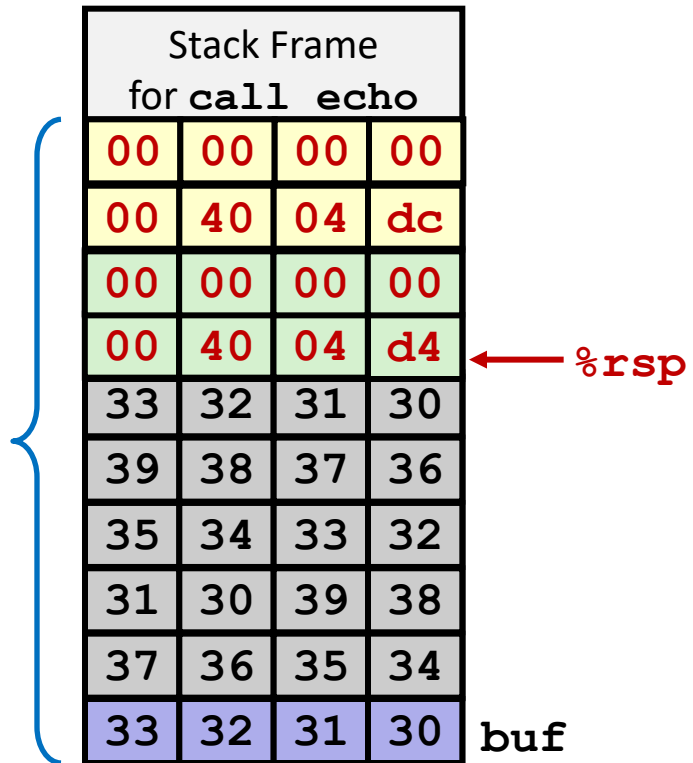 Stack Frame
for call echo
00 00 00 00
00 40 04 dc
00 00 00 00
00 40 04 d4 %rsp
33 32 31 30
39 38 37 36
35 34 33 32
31 30 39 38
37 36 35 34
33 32 31 30 buf